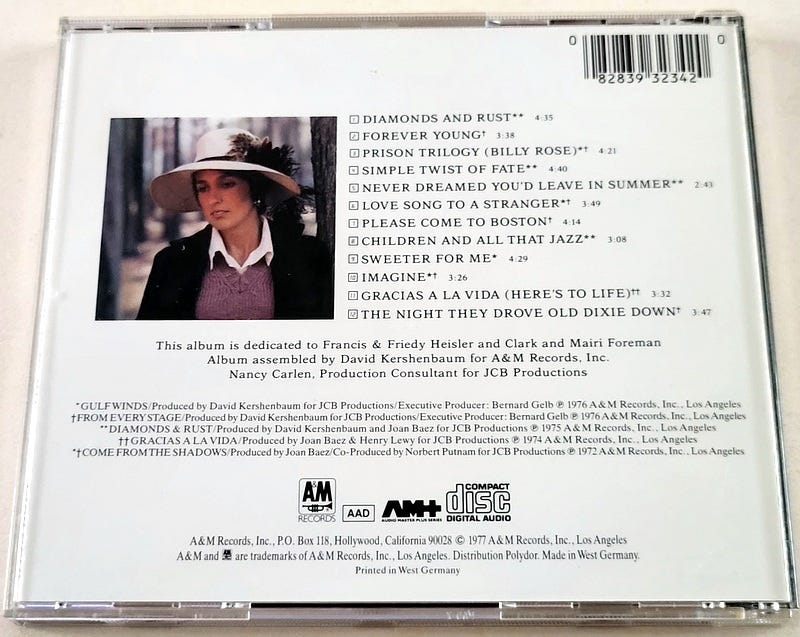 0 82839 32342 0
1 DIAMONDS AND RUST** 4:35
2 FOREVER YOUNG† 3:38
3 PRISON TRILOGY (BILLY ROSE)*† 4:21
4 SIMPLE TWIST OF FATE** 4:40
5 NEVER DREAMED YOU'D LEAVE IN SUMMER** 2:43
6 LOVE SONG TO A STRANGER*† 3:49
7 PLEASE COME TO BOSTON† 4:14
8 CHILDREN AND ALL THAT JAZZ** 3:08
9 SWEETER FOR ME* 4:29
10 IMAGINE*† 3:26
11 GRACIAS A LA VIDA (HERE'S TO LIFE)†† 3:32
12 THE NIGHT THEY DROVE OLD DIXIE DOWN† 3:47
This album is dedicated to Francis & Friedy Heisler and Clark and Mairi Foreman
Album assembled by David Kershenbaum for A&M Records, Inc.
Nancy Carlen, Production Consultant for JCB Productions
*GULF WINDS/Produced by David Kershenbaum for JCB Productions/Executive Producer: Bernard Gelb ℗ 1976 A&M Records, Inc., Los Angeles
†FROM EVERY STAGE/Produced by David Kershenbaum for JCB Productions/Executive Producer: Bernard Gelb ℗ 1976 A&M Records, Inc., Los Angeles
**DIAMONDS & RUST/Produced by David Kershenbaum and Joan Baez for JCB Productions ℗ 1975 A&M Records, Inc., Los Angeles
††GRACIAS A LA VIDA/Produced by Joan Baez & Henry Lewy for JCB Productions ℗ 1974 A&M Records, Inc., Los Angeles
*†COME FROM THE SHADOWS/Produced by Joan Baez/Co-Produced by Norbert Putnam for JCB Productions ℗ 1972 A&M Records, Inc., Los Angeles
A&M RECORDS
AAD
AM+ AUDIO MASTER PLUS SERIES
COMPACT disc DIGITAL AUDIO
A&M Records, Inc., P.O. Box 118, Hollywood, California 90028 © 1977 A&M Records, Inc., Los Angeles
A&M and are trademarks of A&M Records, Inc., Los Angeles. Distribution Polydor. Made in West Germany.
Printed in West Germany